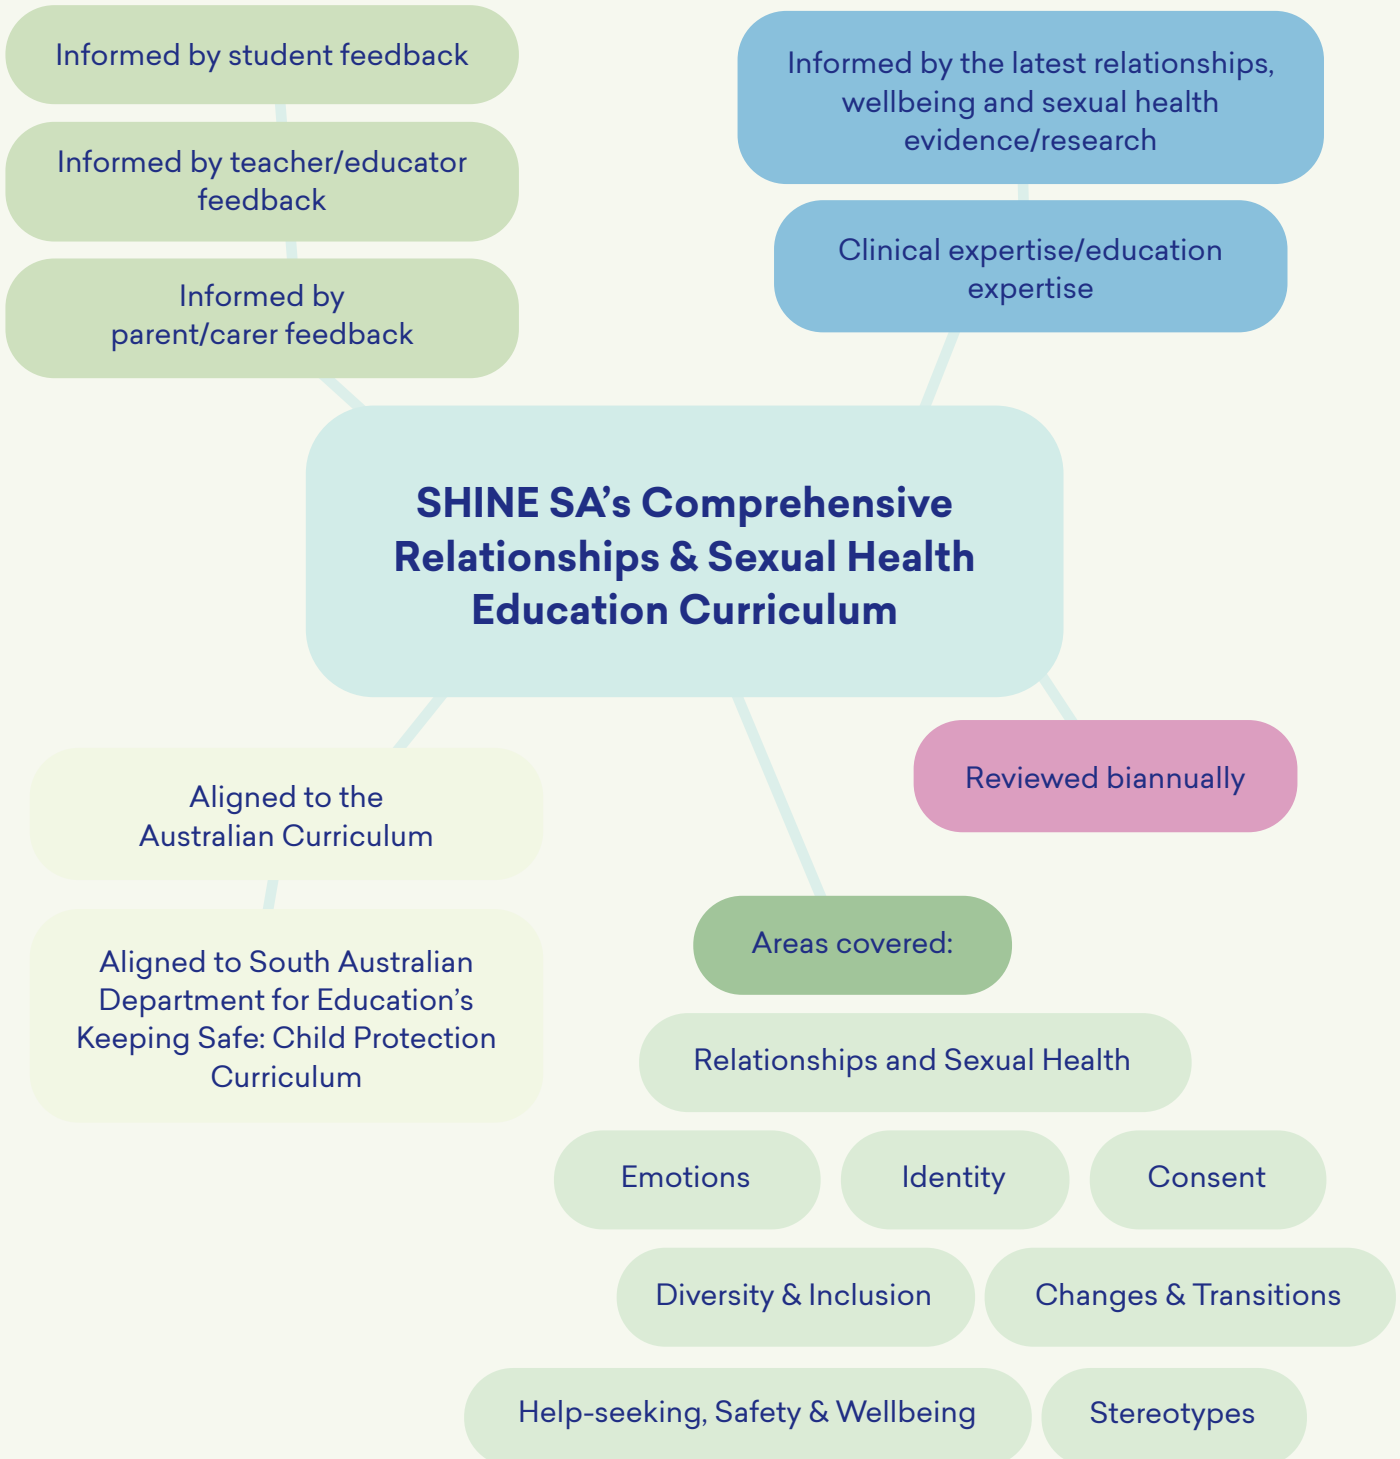 Informed by student feedback
Informed by teacher/educator
feedback
Informed by
parent/carer feedback
Informed by the latest relationships,
wellbeing and sexual health
evidence/research
Clinical expertise/education
expertise
SHINE SA’s Comprehensive
Relationships & Sexual Health
Education Curriculum
Aligned to the
Australian Curriculum
Aligned to South Australian
Department for Education’s
Keeping Safe: Child Protection
Curriculum
Reviewed biannually
Areas covered:
Relationships and Sexual Health
Emotions
Identity
Consent
Diversity & Inclusion
Changes & Transitions
Help-seeking, Safety & Wellbeing
Stereotypes